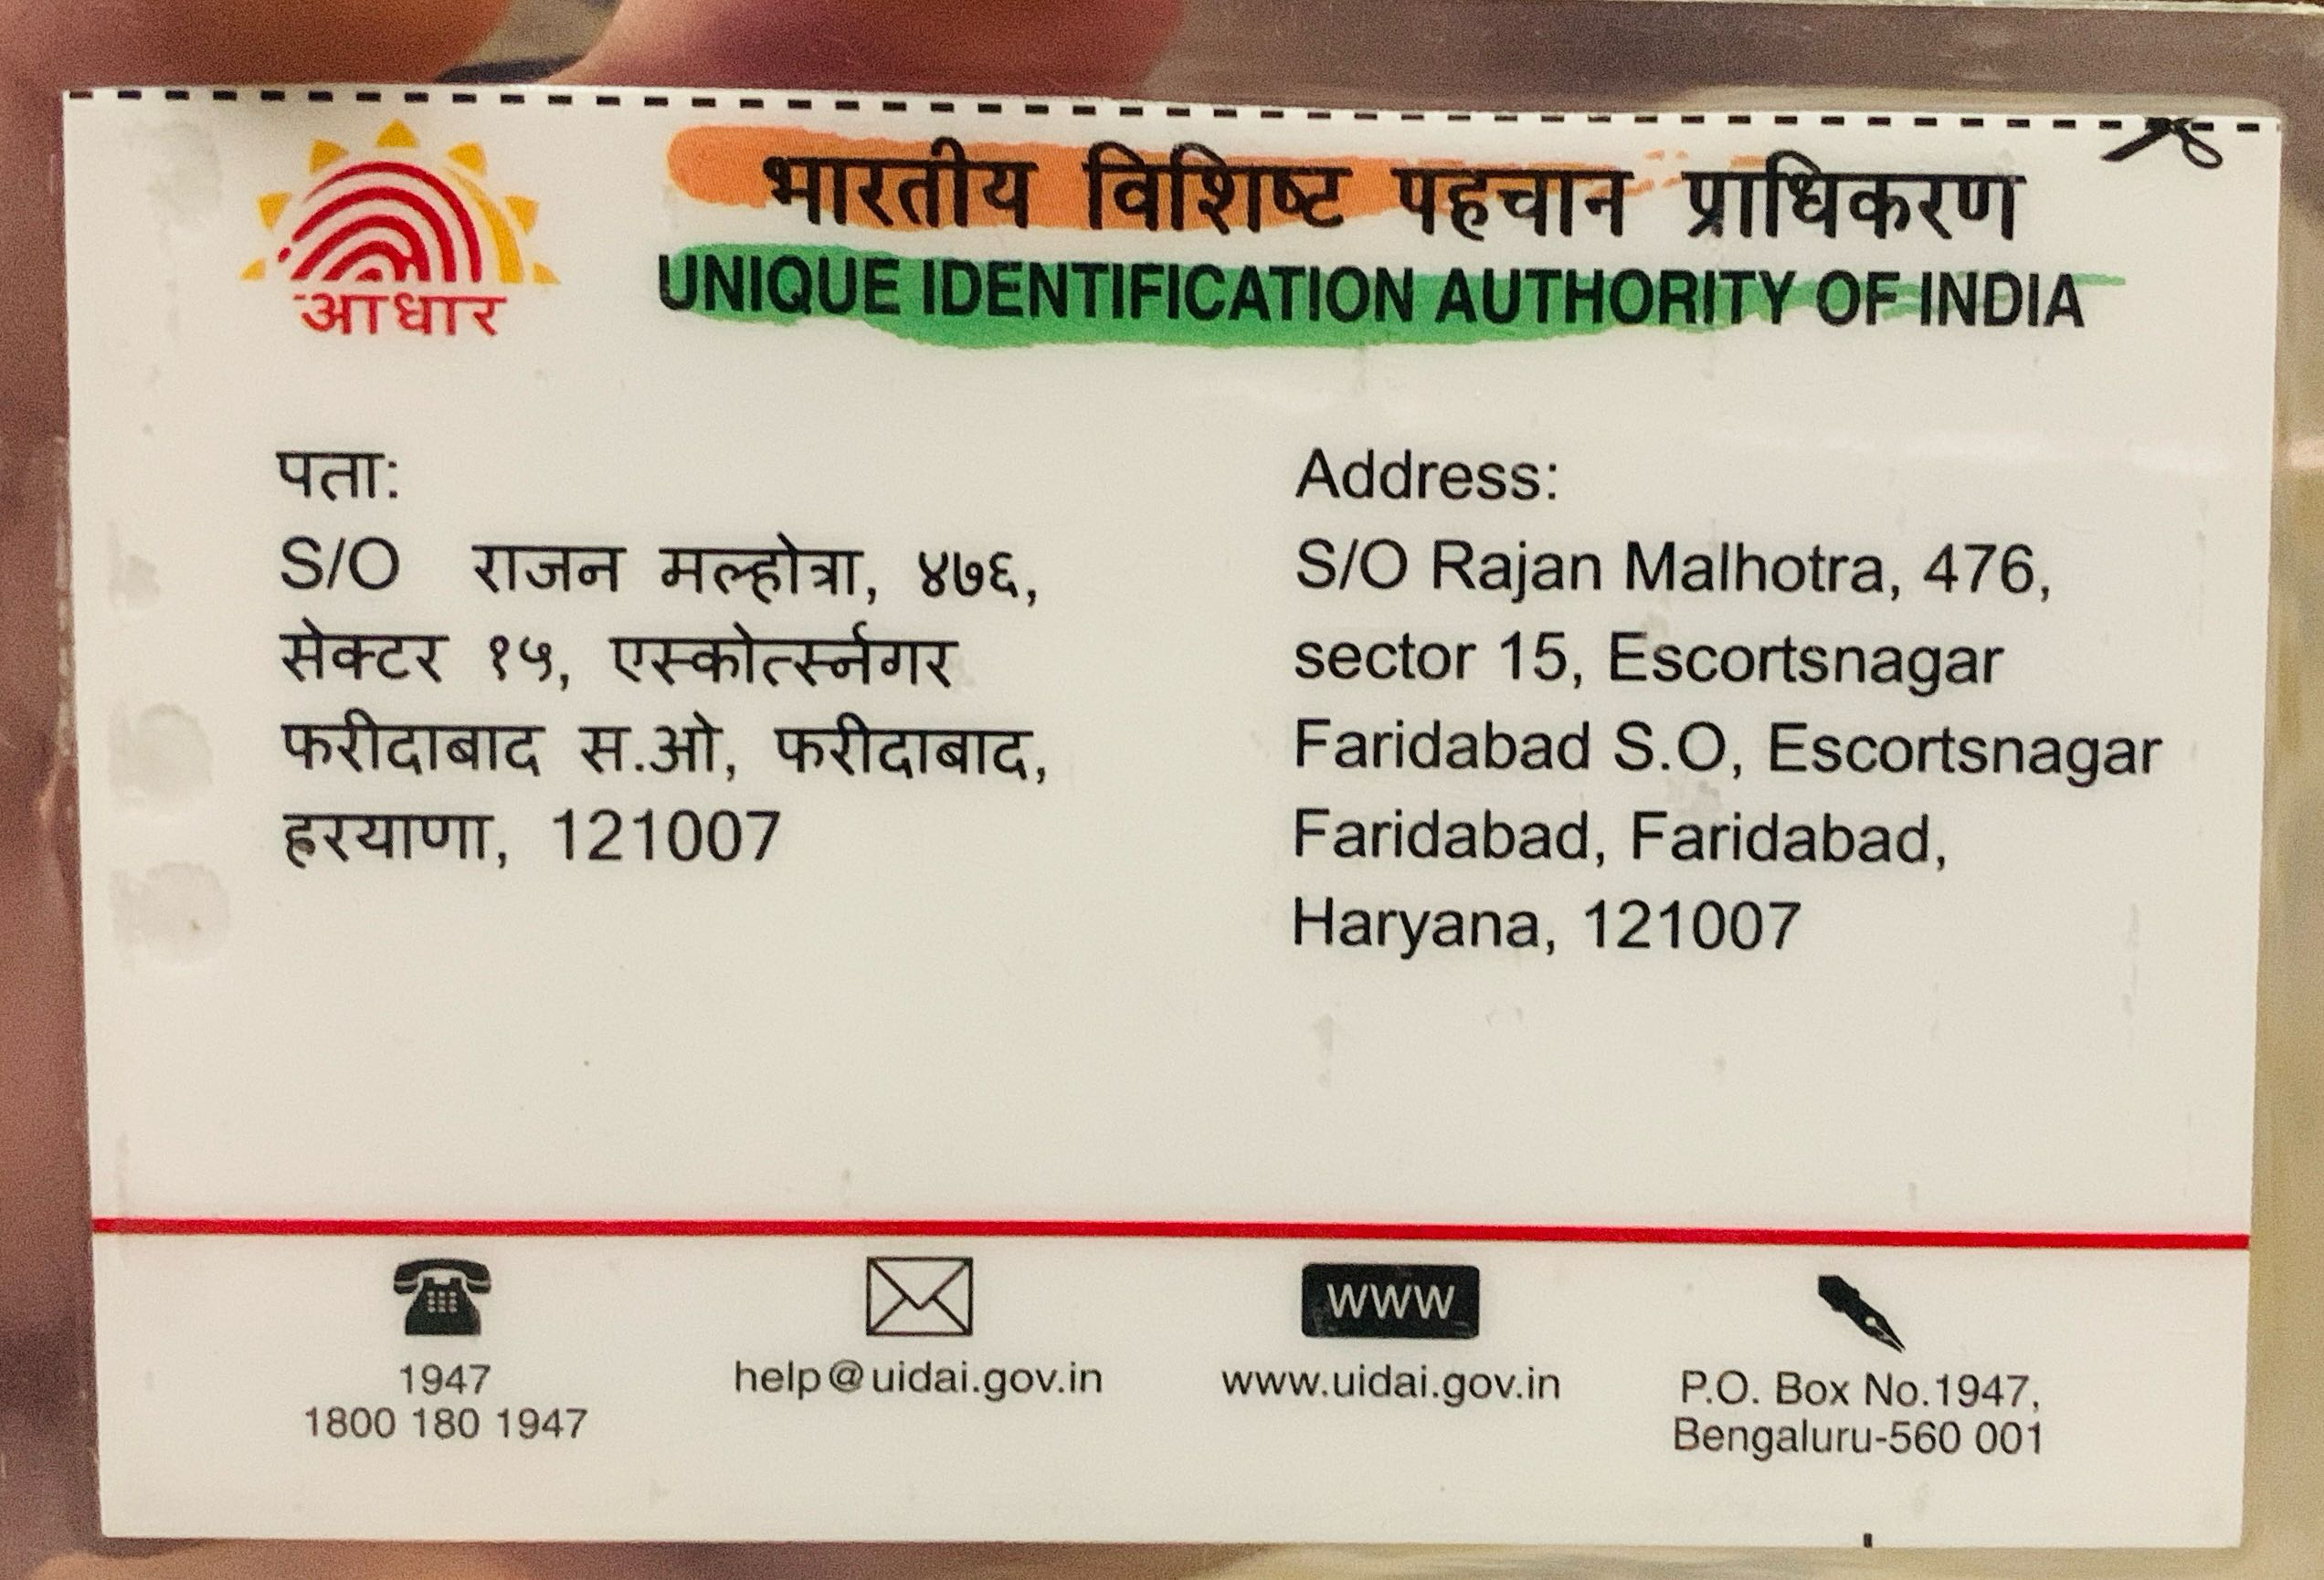 आधार
भारतीय विशिष्ट पहचान प्राधिकरण
UNIQUE IDENTIFICATION AUTHORITY OF INDIA
पता:
S/O राजन मल्होत्रा, ४७६,
सेक्टर १५, एस्कोर्त्स्नगर
फरीदाबाद स.ओ, फरीदाबाद,
हरयाणा, 121007
Address:
S/O Rajan Malhotra, 476,
sector 15, Escortsnagar
Faridabad S.O, Escortsnagar
Faridabad, Faridabad,
Haryana, 121007
1947
1800 180 1947
help@uidai.gov.in
www
www.uidai.gov.in
P.O. Box No.1947,
Bengaluru-560 001